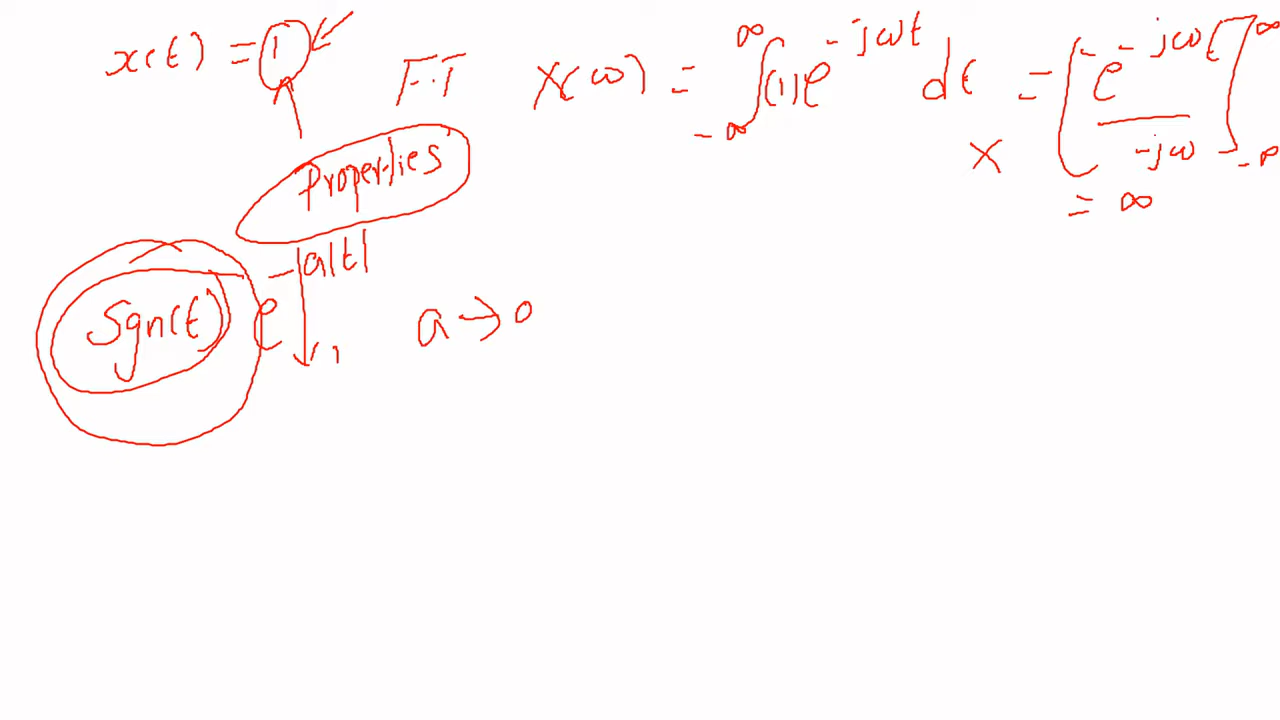 x(t) = 1 F.T X(ω) = ∫_{-∞}^{∞} (1)e^{-jωt} dt = [e^{-jωt}/-jω]_{-∞}^{∞}
X
= ∞
Properties
Sgn(t) e^{-|a|t|} a → 0